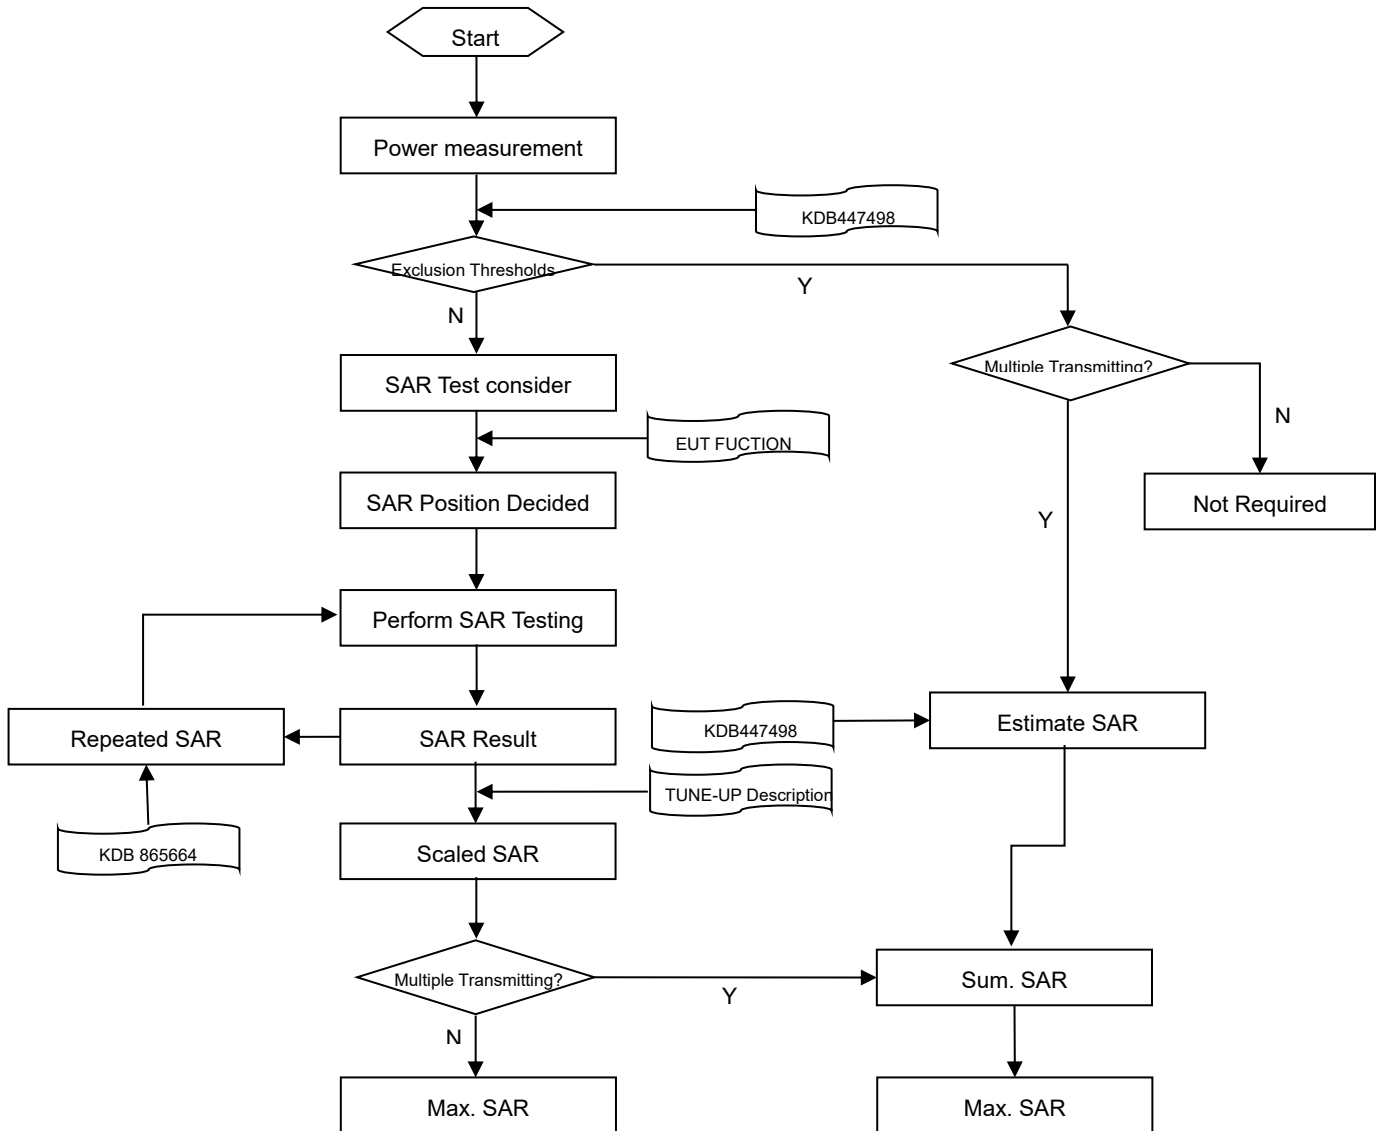 Start
Power measurement
KDB447498
Exclusion Thresholds
Y
N
Multiple Transmitting?
SAR Test consider
N
EUT FUCTION
SAR Position Decided
Not Required
Y
Perform SAR Testing
Repeated SAR
SAR Result
KDB447498
Estimate SAR
TUNE-UP Description
KDB 865664
Scaled SAR
Multiple Transmitting?
Y
Sum. SAR
N
Max. SAR
Max. SAR